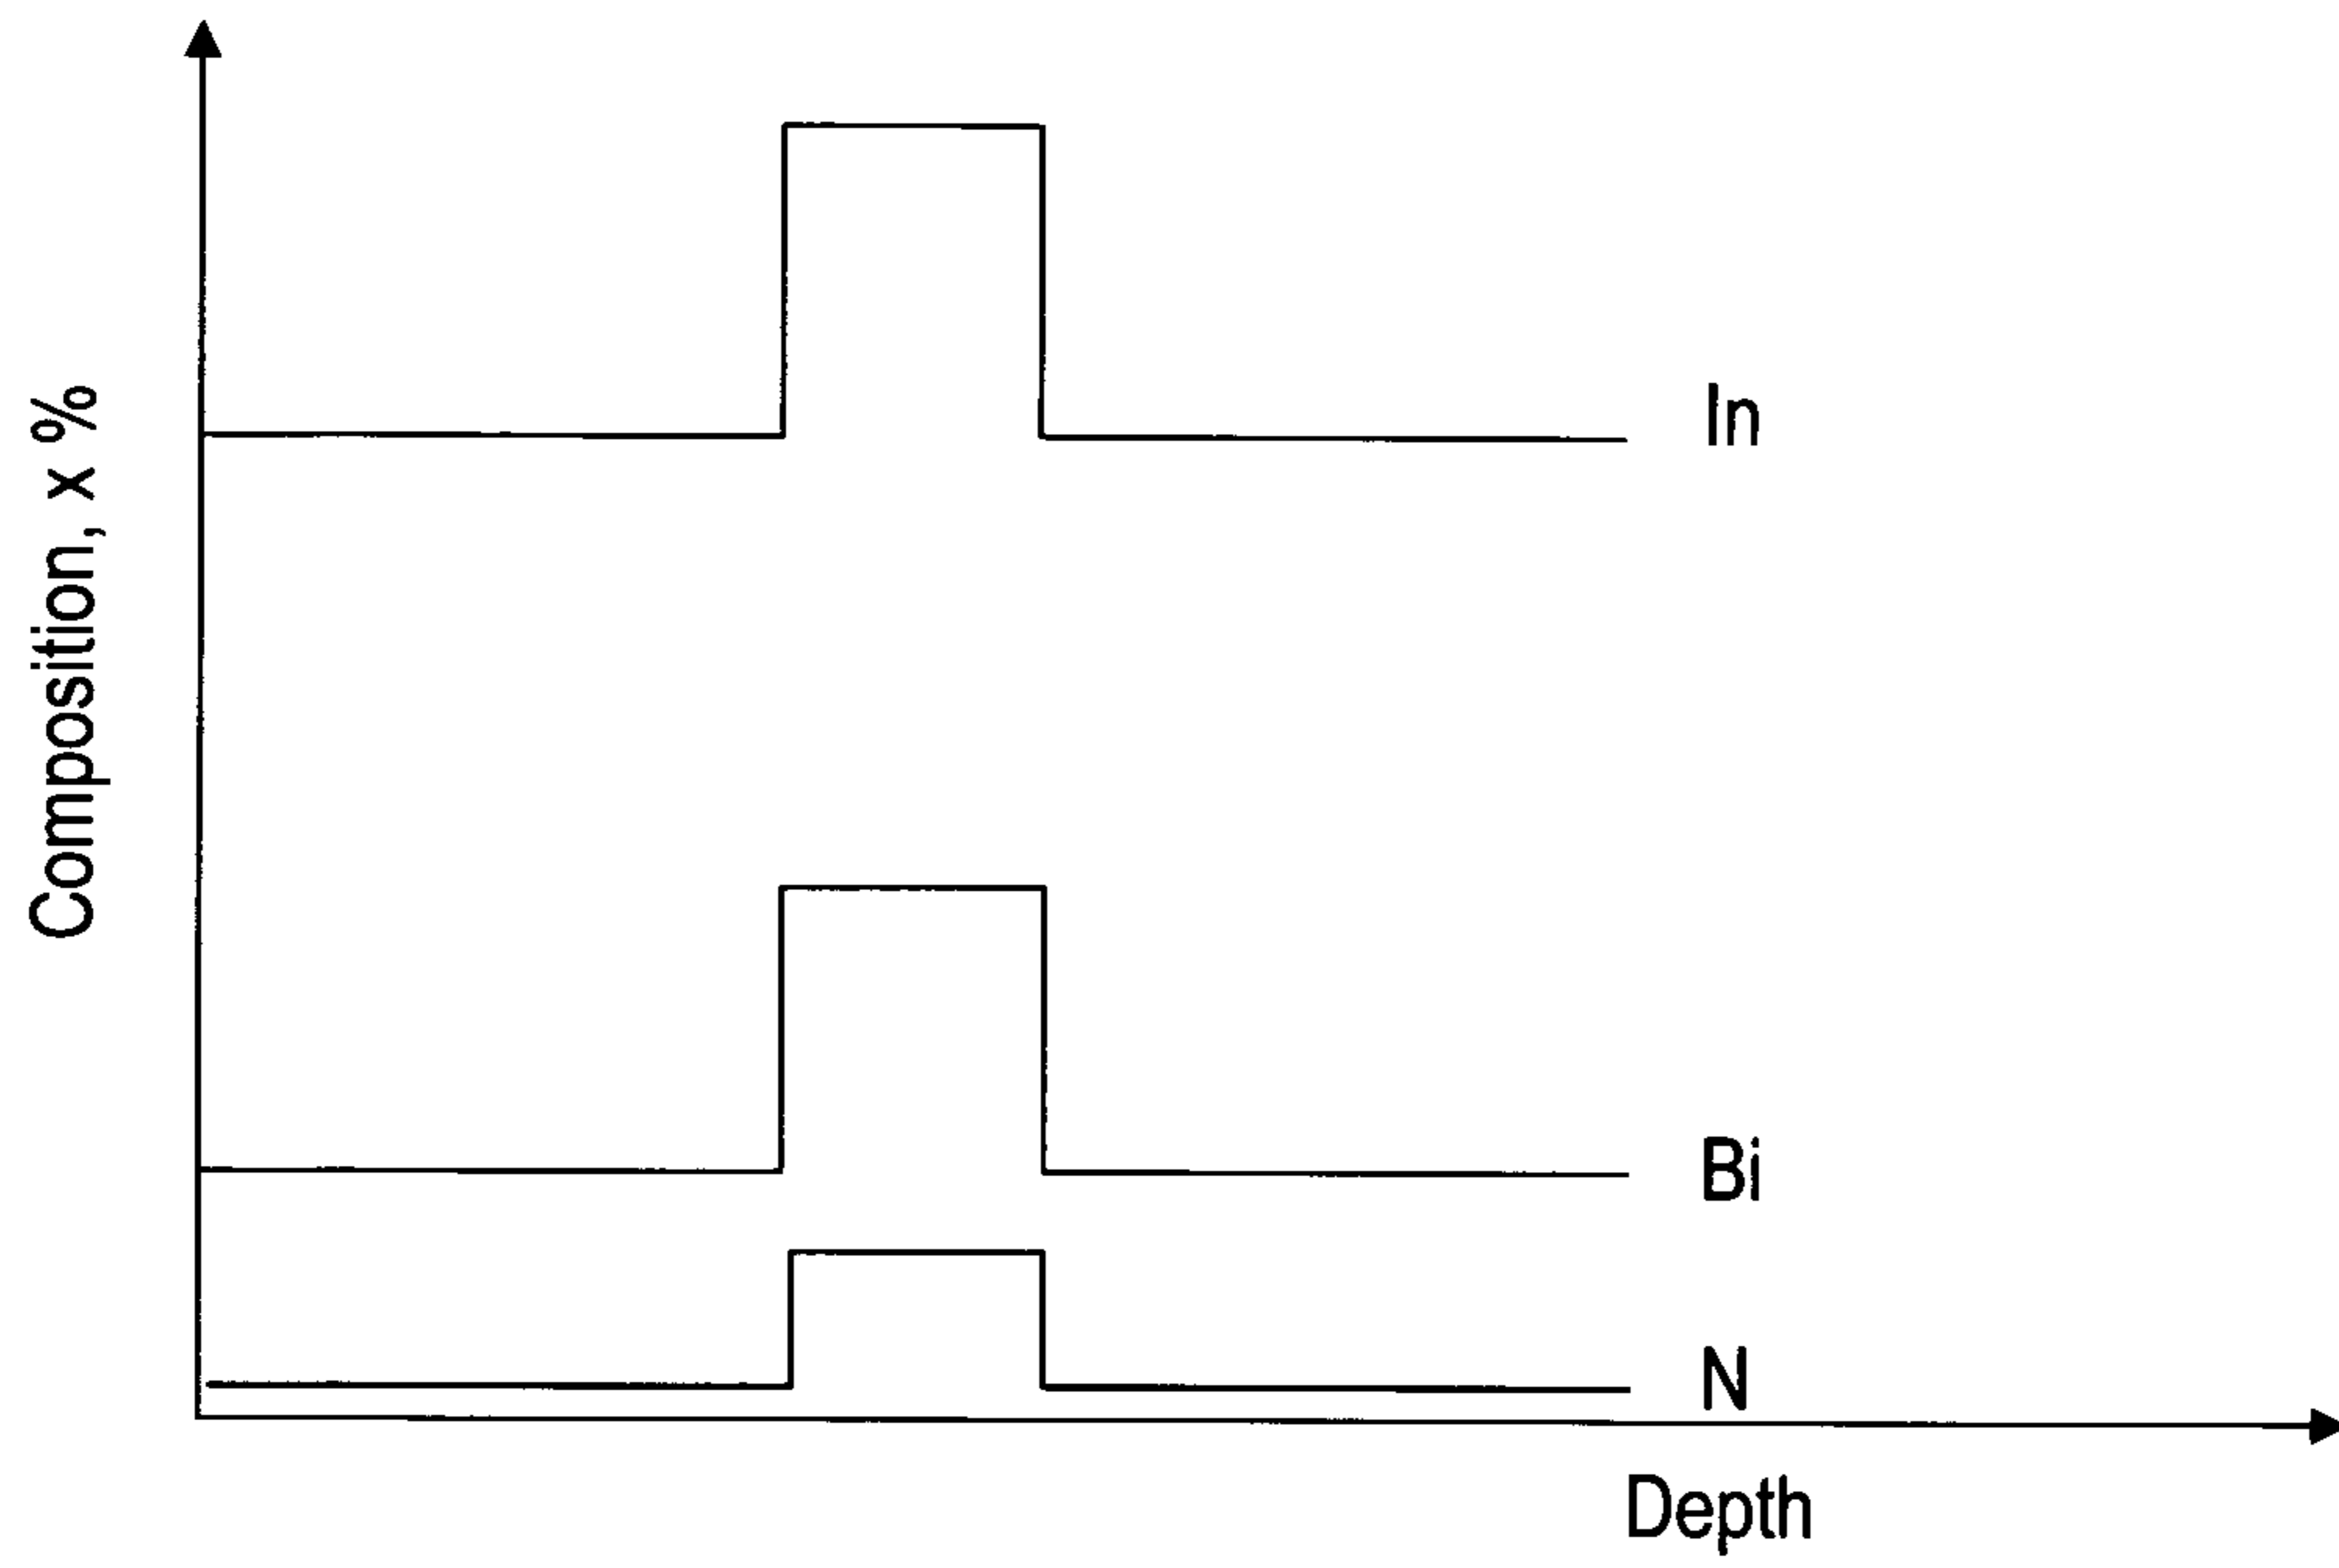 Composition, x %
In
Bi
N
Depth